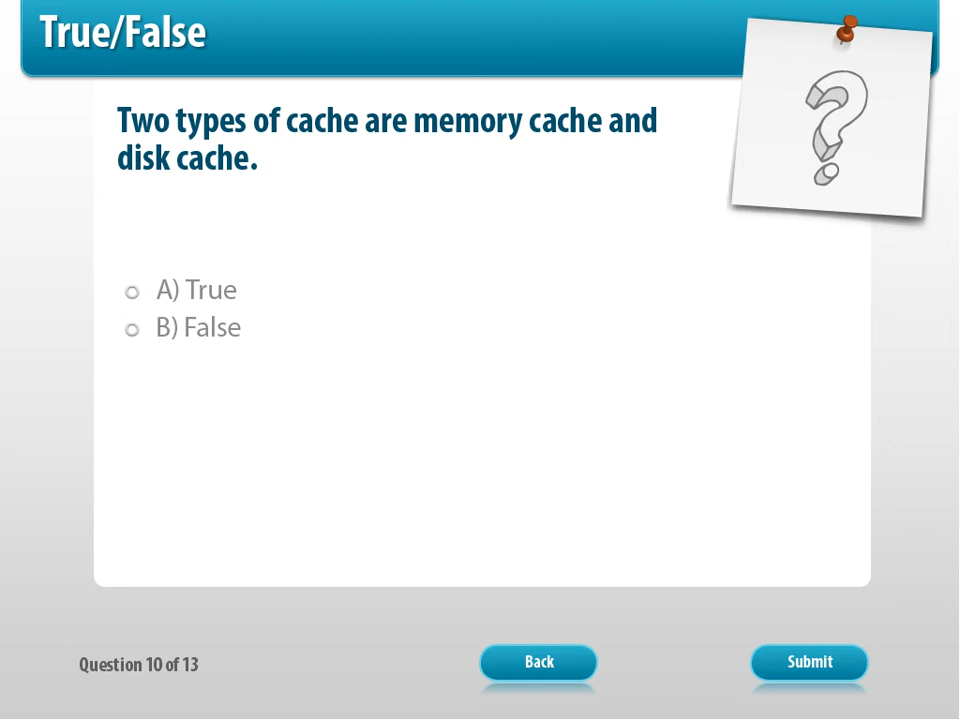 True/False
Two types of cache are memory cache and
disk cache.
A) True
B) False
Question 10 of 13
Back
Submit